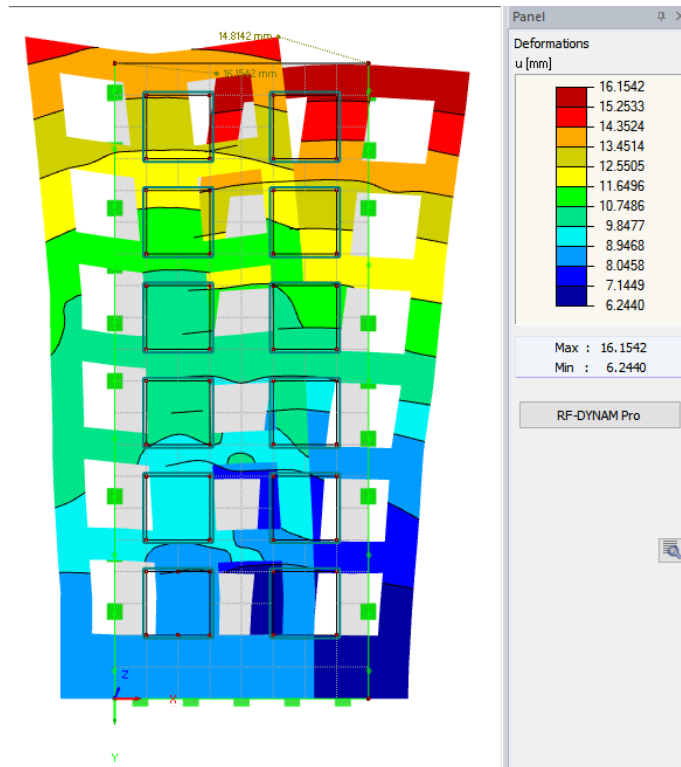 Panel
Deformations
u [mm]
16.1542
15.2533
14.3524
13.4514
12.5505
11.6496
10.7486
9.8477
8.9468
8.0458
7.1449
6.2440
Max : 16.1542
Min : 6.2440
RF-DYNAM Pro
14.8142 mm
16.1542 mm
Z
X
Y